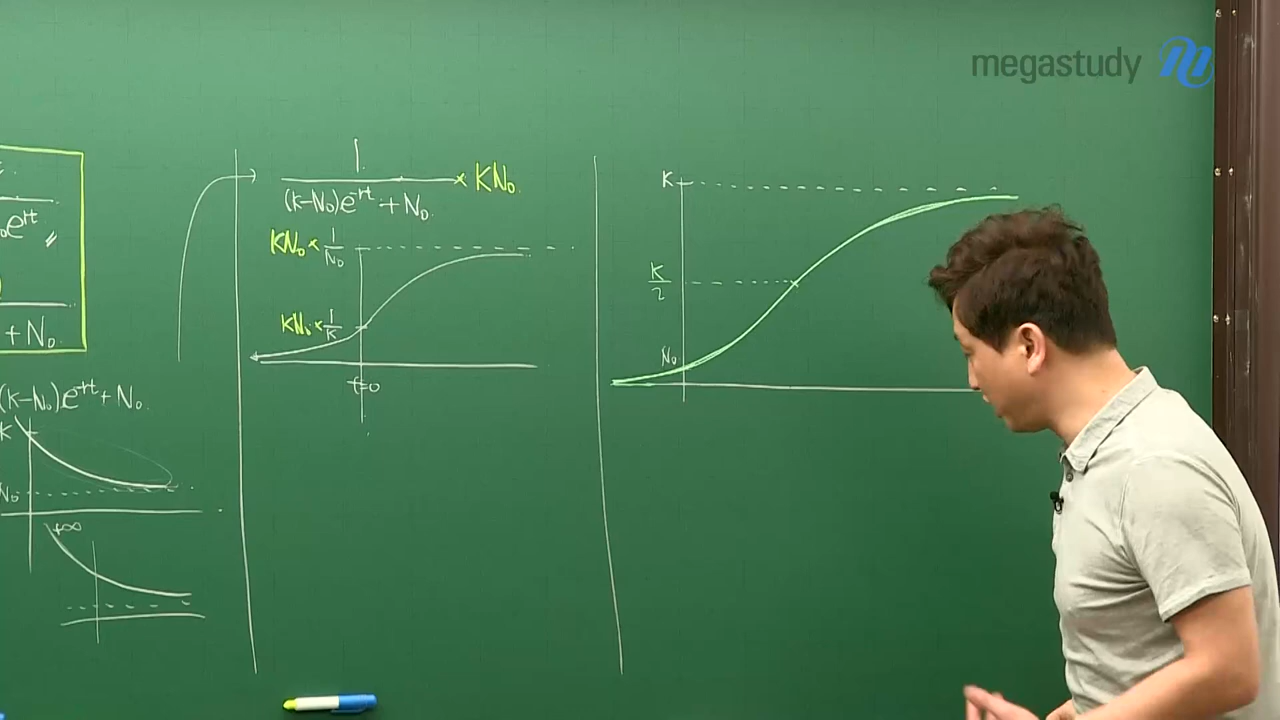 megastudy
₀e^{rt} 〃
+ N₀
(K-N₀)e^{-rt} + N₀.
K
N₀
+∞
1
(K-N₀)e^{-rt} + N₀.
× KN₀.
KN₀ × 1/N₀
KN₀ × 1/K
t=0
K
K/2
N₀